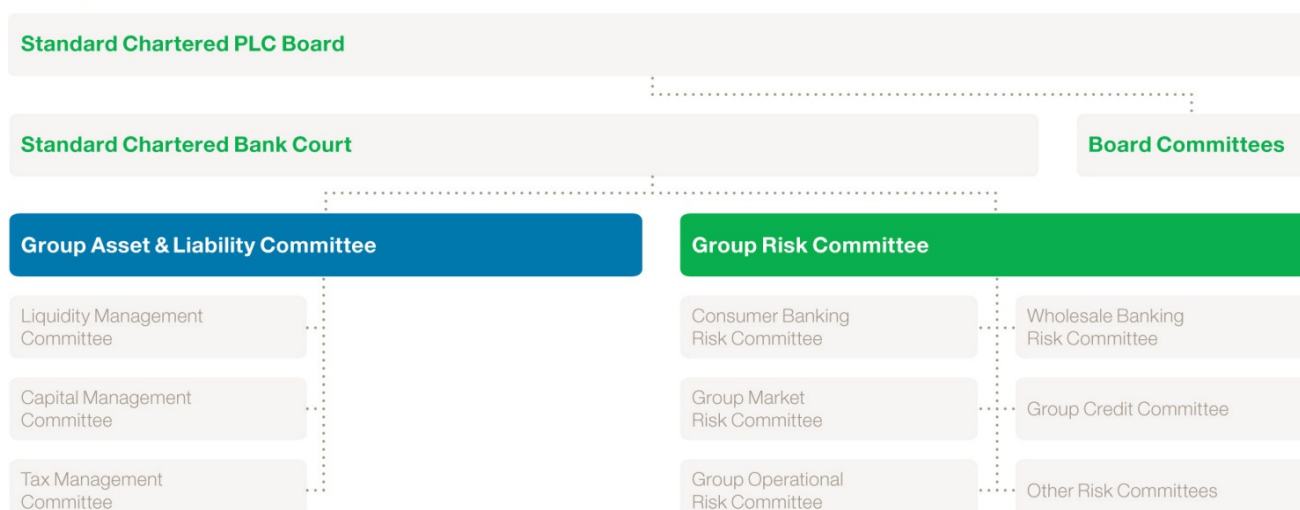 Standard Chartered PLC Board
Standard Chartered Bank Court
Board Committees
Group Asset & Liability Committee
Group Risk Committee
Liquidity Management
Committee
Consumer Banking
Risk Committee
Wholesale Banking
Risk Committee
Capital Management
Committee
Group Market
Risk Committee
Group Credit Committee
Tax Management
Committee
Group Operational
Risk Committee
Other Risk Committees